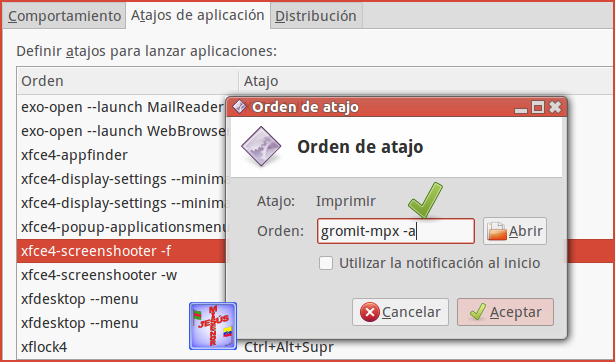 Comportamiento Atajos de aplicación Distribución
Definir atajos para lanzar aplicaciones:
Orden Atajo
exo-open --launch MailReader
exo-open --launch WebBrowse
xfce4-appfinder
xfce4-display-settings --minima
xfce4-display-settings --minima
xfce4-popup-applicationsmenu
xfce4-screenshooter -f
xfce4-screenshooter -w
xfdesktop --menu
xfdesktop --menu
xflock4 Ctrl+Alt+Supr
Orden de atajo
Orden de atajo
Atajo: Imprimir
Orden: gromit-mpx -a Abrir
Utilizar la notificación al inicio
Cancelar Aceptar
JESÚS